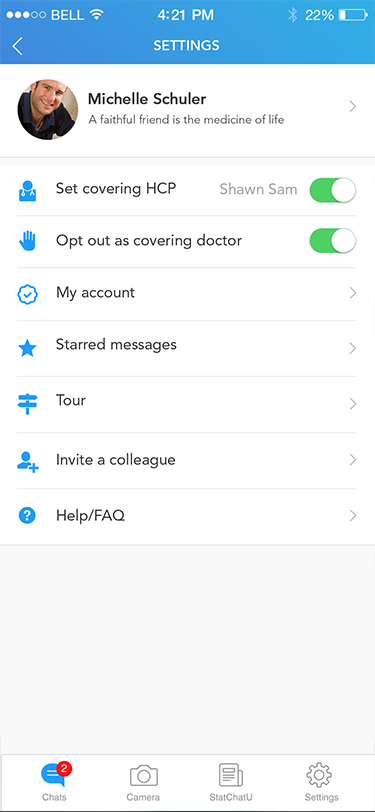 BELL 4:21 PM 22%
SETTINGS
Michelle Schuler
A faithful friend is the medicine of life
Set covering HCP Shawn Sam
Opt out as covering doctor
My account
Starred messages
Tour
Invite a colleague
? Help/FAQ
2
Chats Camera StatChatU Settings